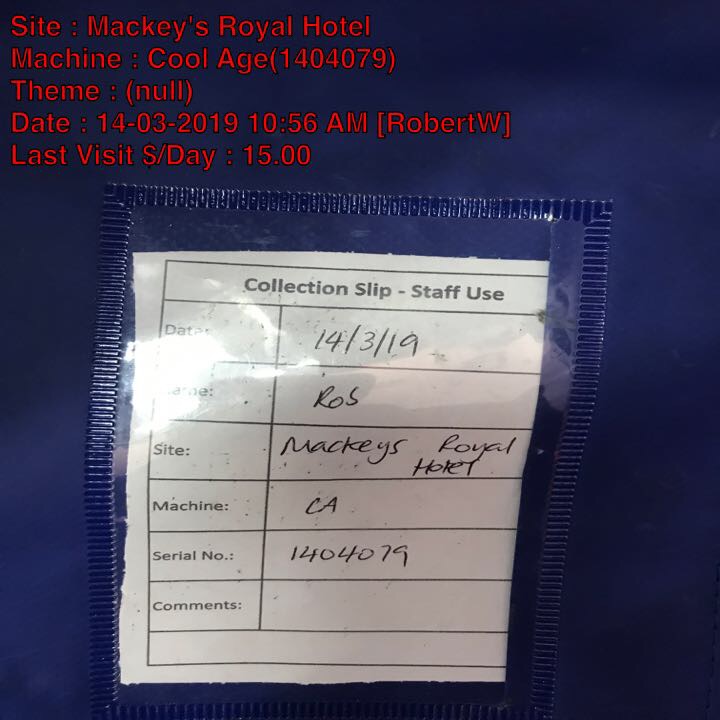 Site : Mackey's Royal Hotel
Machine : Cool Age(1404079)
Theme : (null)
Date : 14-03-2019 10:56 AM [RobertW]
Last Visit $/Day : 15.00
Collection Slip - Staff Use
Date: 14/3/19
Name: Rob
Site: Mackeys Royal
Hotel
Machine: CA
Serial No.: 1404079
Comments: